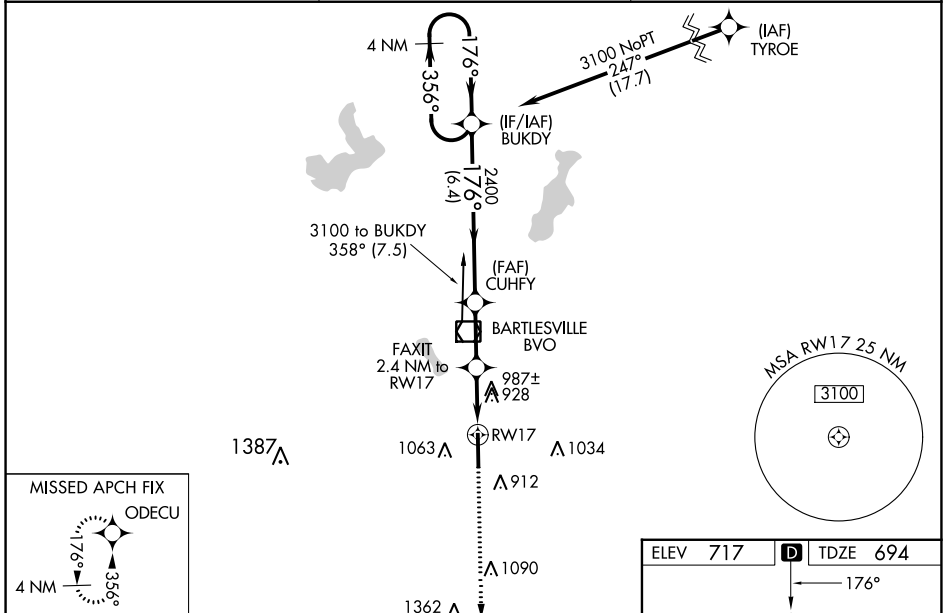 4 NM
176°
356°
(IAF)
TYROE
3100 NoPT
247°
(17.7)
(IF/IAF)
BUKDY
2400
176°
(6.4)
3100 to BUKDY
358° (7.5)
(FAF)
CUHFY
BARTLESVILLE
BVO
FAXIT
2.4 NM to
RW17
987±
928
MSA RW17 25 NM
3100
RW17
1387
1063
1034
912
MISSED APCH FIX
ODECU
176°
356°
4 NM
1090
1362
ELEV 717 D TDZE 694
176°